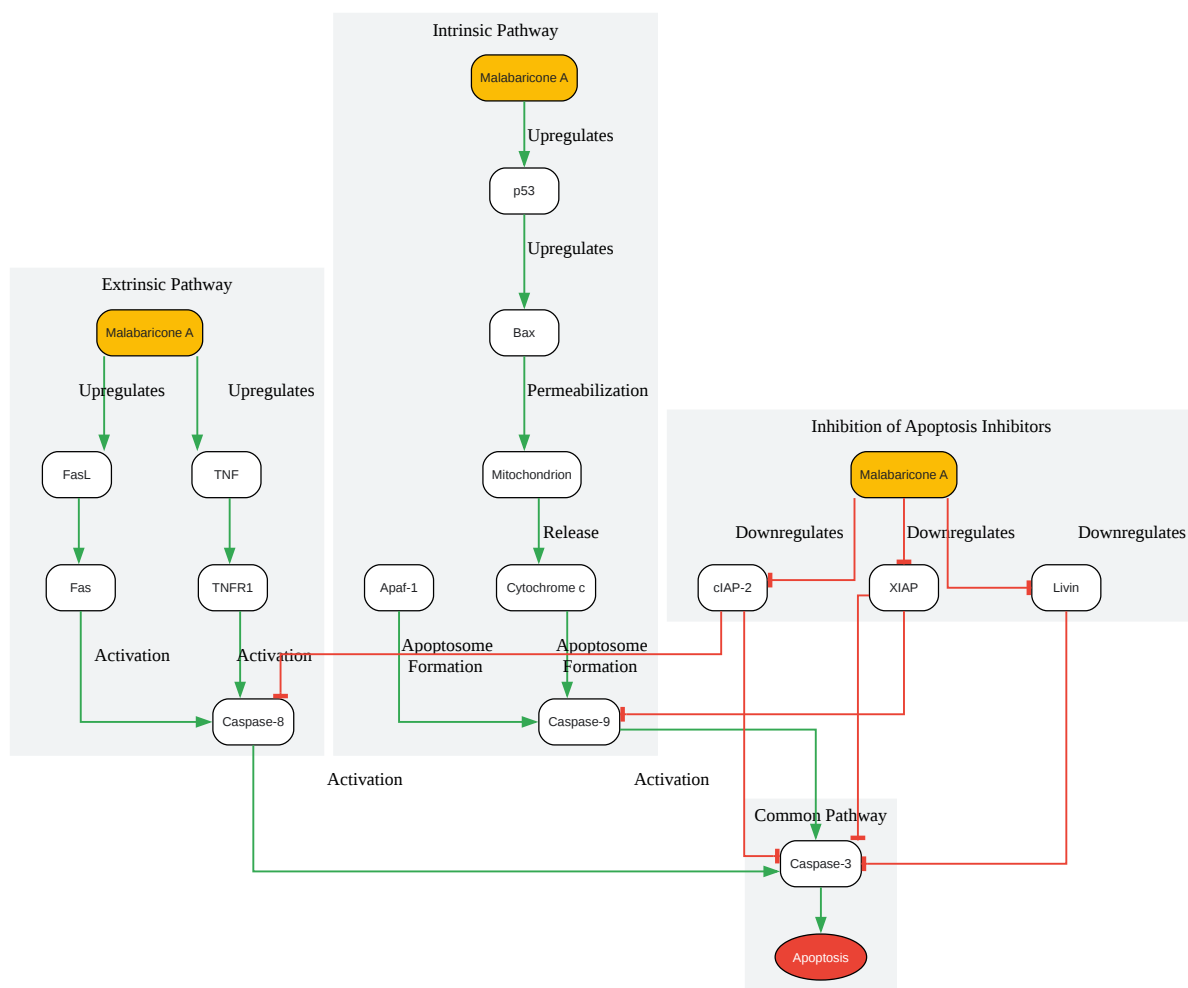 Intrinsic Pathway
Malabaricone A
Upregulates
p53
Upregulates
Extrinsic Pathway
Malabaricone A
Bax
Upregulates
Upregulates
Permeabilization
Inhibition of Apoptosis Inhibitors
FasL
TNF
Mitochondrion
Malabaricone A
Release
Downregulates
Downregulates
Downregulates
Fas
TNFR1
Apaf-1
Cytochrome c
cIAP-2
XIAP
Livin
Activation
Activation
Apoptosome
Formation
Apoptosome
Formation
Caspase-8
Caspase-9
Activation
Activation
Common Pathway
Caspase-3
Apoptosis